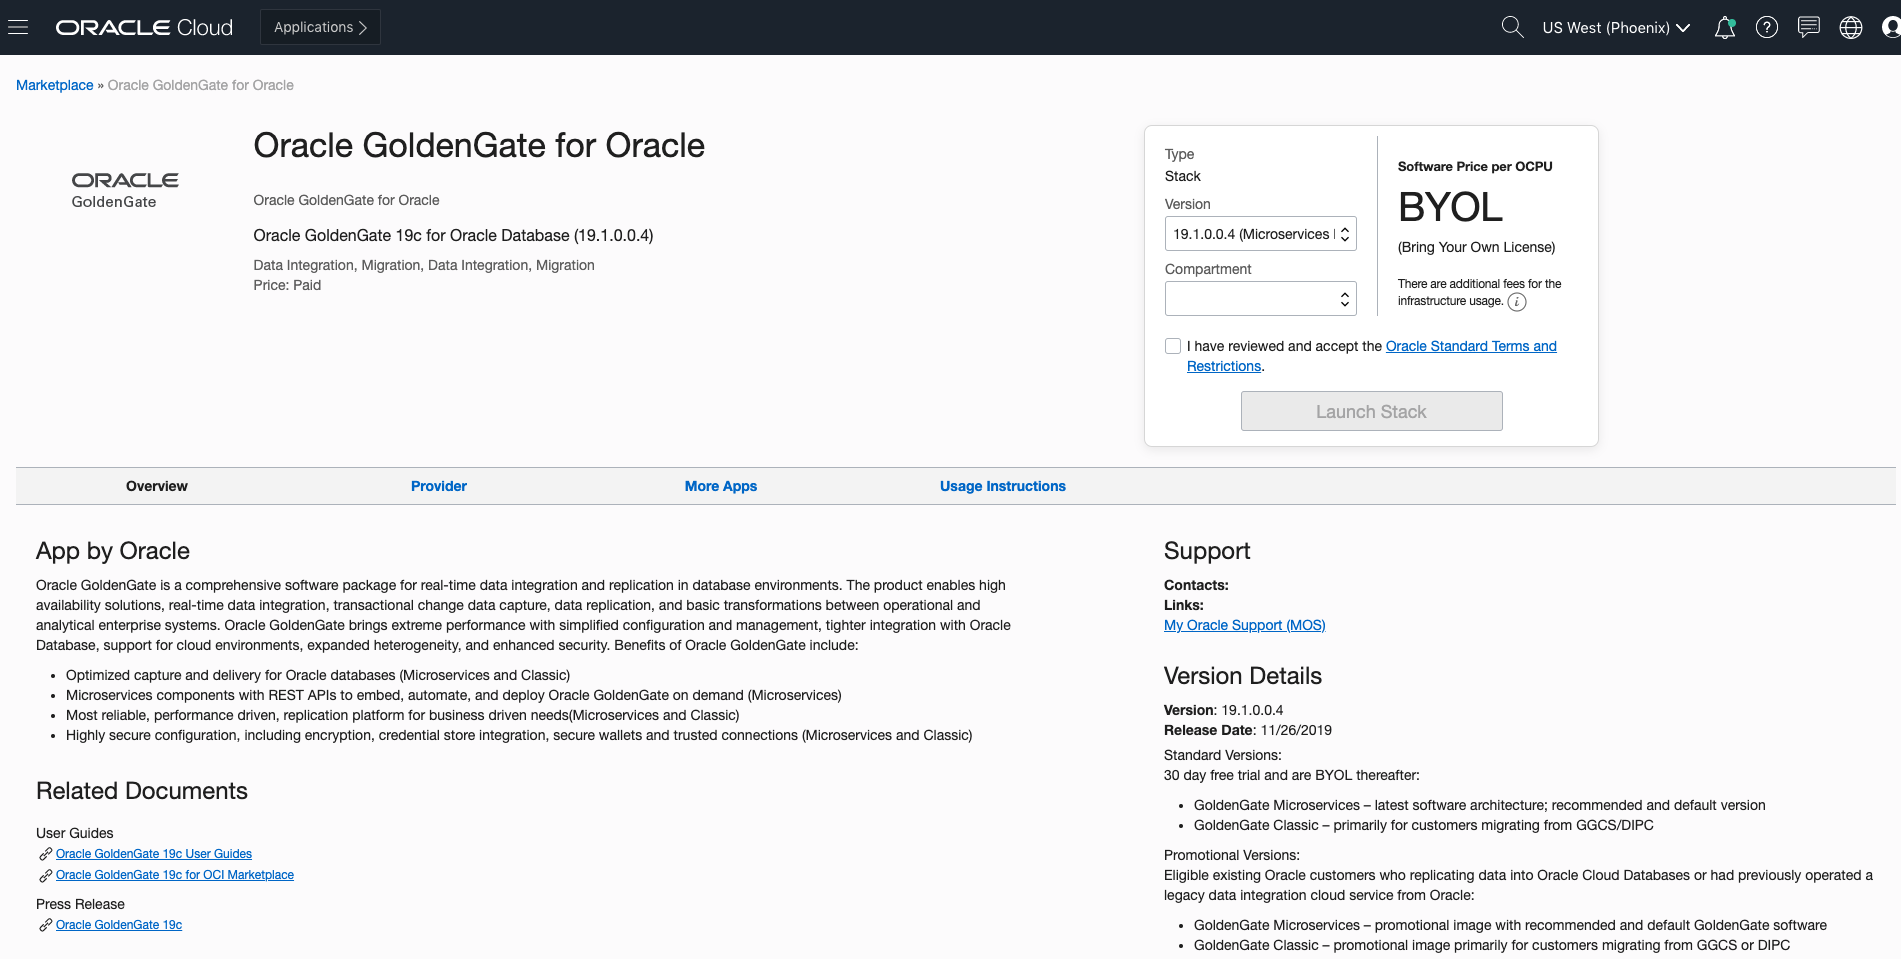 ORACLE Cloud
Applications
US West (Phoenix)
Marketplace » Oracle GoldenGate for Oracle
ORACLE
GoldenGate
Oracle GoldenGate for Oracle
Oracle GoldenGate for Oracle
Oracle GoldenGate 19c for Oracle Database (19.1.0.0.4)
Data Integration, Migration, Data Integration, Migration
Price: Paid
Type
Stack
Version
19.1.0.0.4 (Microservices
Compartment
Software Price per OCPU
BYOL
(Bring Your Own License)
There are additional fees for the
infrastructure usage.
I have reviewed and accept the Oracle Standard Terms and
Restrictions.
Launch Stack
Overview
Provider
More Apps
Usage Instructions
App by Oracle
Oracle GoldenGate is a comprehensive software package for real-time data integration and replication in database environments. The product enables high
availability solutions, real-time data integration, transactional change data capture, data replication, and basic transformations between operational and
analytical enterprise systems. Oracle GoldenGate brings extreme performance with simplified configuration and management, tighter integration with Oracle
Database, support for cloud environments, expanded heterogeneity, and enhanced security. Benefits of Oracle GoldenGate include:
• Optimized capture and delivery for Oracle databases (Microservices and Classic)
• Microservices components with REST APIs to embed, automate, and deploy Oracle GoldenGate on demand (Microservices)
• Most reliable, performance driven, replication platform for business driven needs(Microservices and Classic)
• Highly secure configuration, including encryption, credential store integration, secure wallets and trusted connections (Microservices and Classic)
Related Documents
User Guides
Oracle GoldenGate 19c User Guides
Oracle GoldenGate 19c for OCI Marketplace
Press Release
Oracle GoldenGate 19c
Support
Contacts:
Links:
My Oracle Support (MOS)
Version Details
Version: 19.1.0.0.4
Release Date: 11/26/2019
Standard Versions:
30 day free trial and are BYOL thereafter:
• GoldenGate Microservices – latest software architecture; recommended and default version
• GoldenGate Classic – primarily for customers migrating from GGCS/DIPC
Promotional Versions:
Eligible existing Oracle customers who replicating data into Oracle Cloud Databases or had previously operated a
legacy data integration cloud service from Oracle:
• GoldenGate Microservices – promotional image with recommended and default GoldenGate software
• GoldenGate Classic – promotional image primarily for customers migrating from GGCS or DIPC